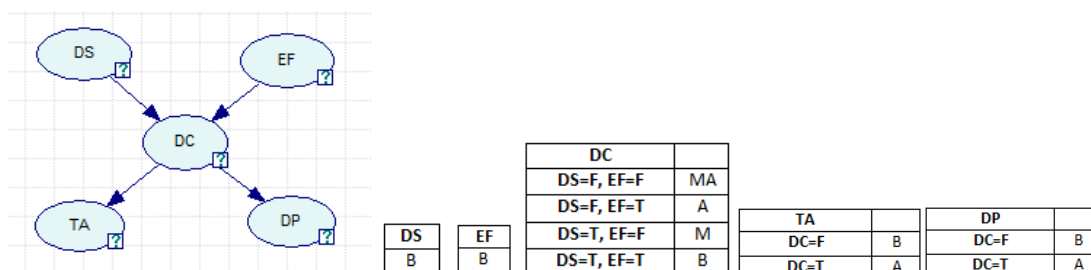 DS
EF
DC
TA
DP
?
?
?
?
?
DS
B
EF
B
DC
DS=F, EF=F MA
DS=F, EF=T A
DS=T, EF=F M
DS=T, EF=T B
TA
DC=F B
DC=T A
DP
DC=F B
DC=T A